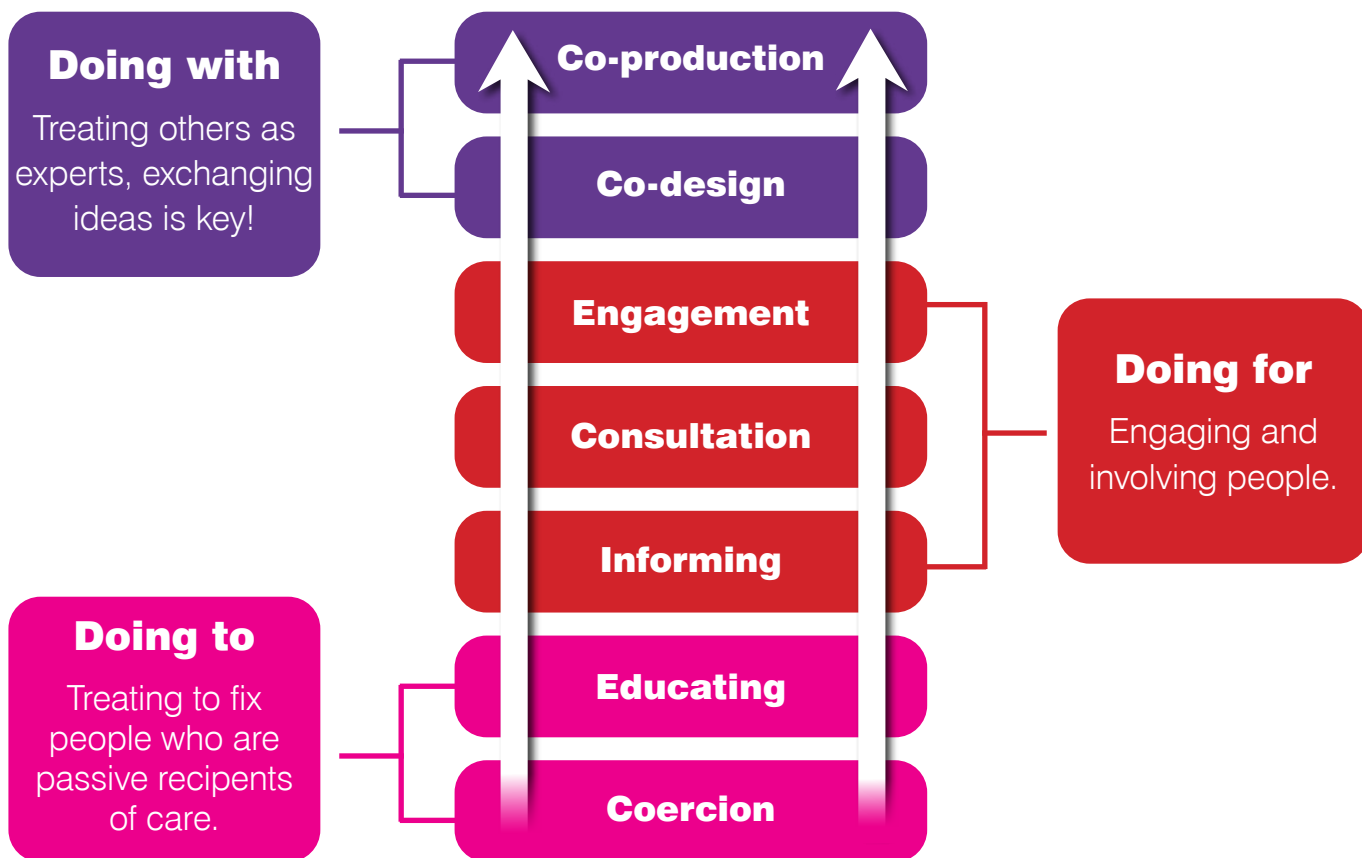 Doing with
Treating others as
experts, exchanging
ideas is key!
Co-production
Co-design
Engagement
Consultation
Informing
Educating
Coercion
Doing for
Engaging and
involving people.
Doing to
Treating to fix
people who are
passive recipents
of care.